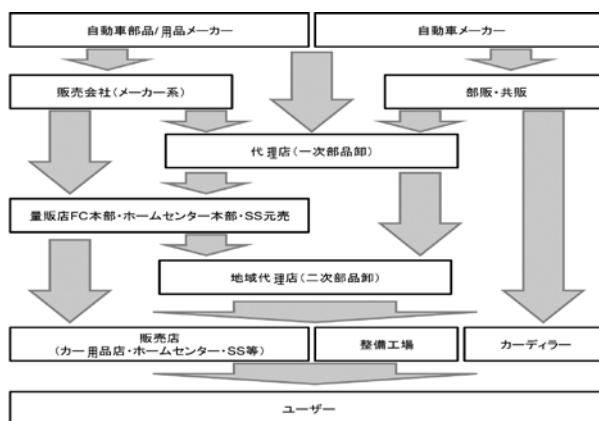 自動車部品/用品メーカー
自動車メーカー
販売会社（メーカー系）
部販・共販
代理店（一次部品卸）
量販店FC本部・ホームセンター本部・SS元売
地域代理店（二次部品卸）
販売店
（カー用品店・ホームセンター・SS等）
整備工場
カーディラー
ユーザー